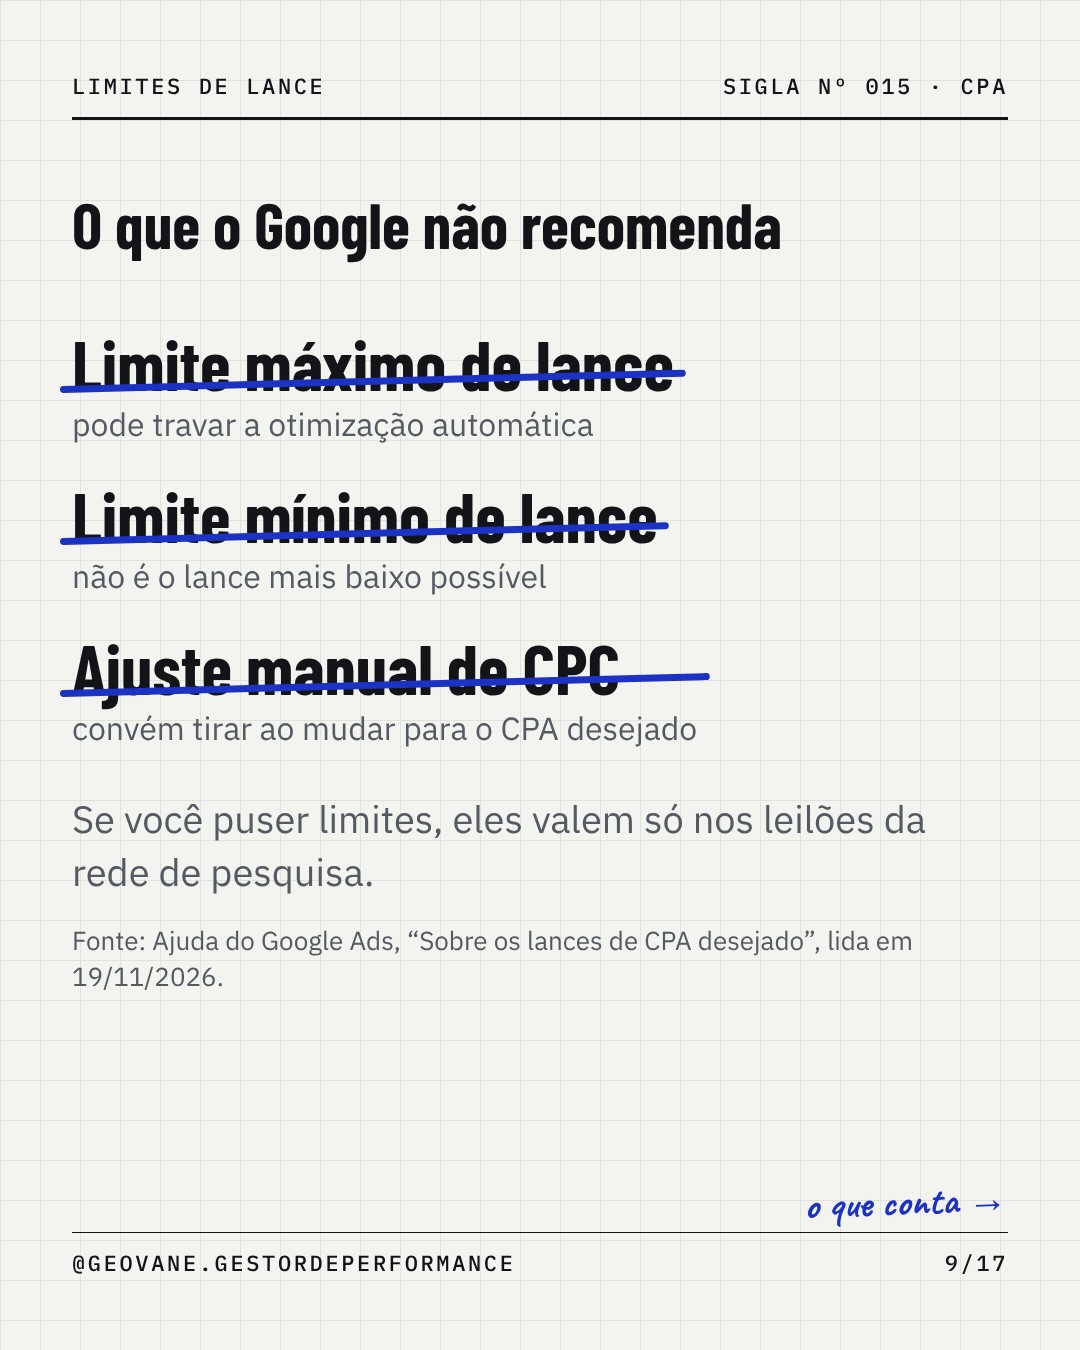 LIMITES DE LANCE
SIGLA Nº 015 · CPA
O que o Google não recomenda
Limite máximo de lance
pode travar a otimização automática
Limite mínimo de lance
não é o lance mais baixo possível
Ajuste manual de CPC
convém tirar ao mudar para o CPA desejado
Se você puser limites, eles valem só nos leilões da
rede de pesquisa.
Fonte: Ajuda do Google Ads, “Sobre os lances de CPA desejado”, lida em
19/11/2026.
o que conta →
@GEOVANE.GESTORDEPERFORMANCE
9/17